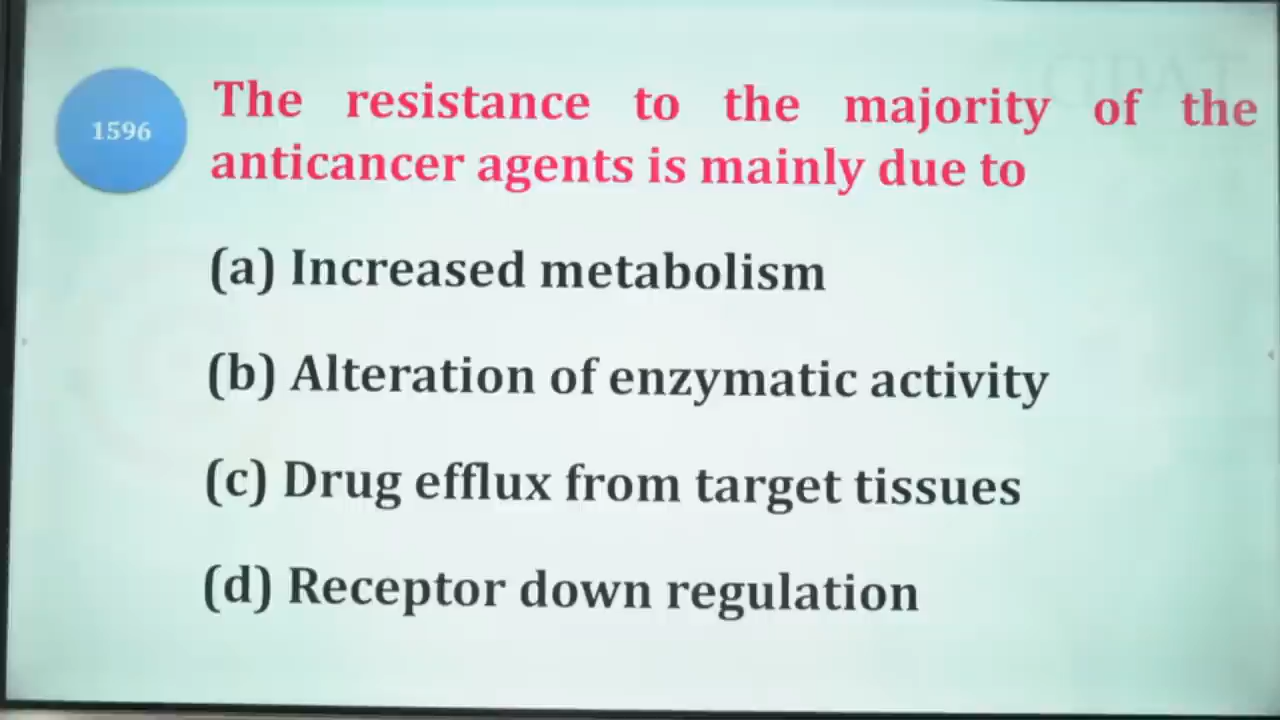 1596
The resistance to the majority of the
anticancer agents is mainly due to
(a) Increased metabolism
(b) Alteration of enzymatic activity
(c) Drug efflux from target tissues
(d) Receptor down regulation